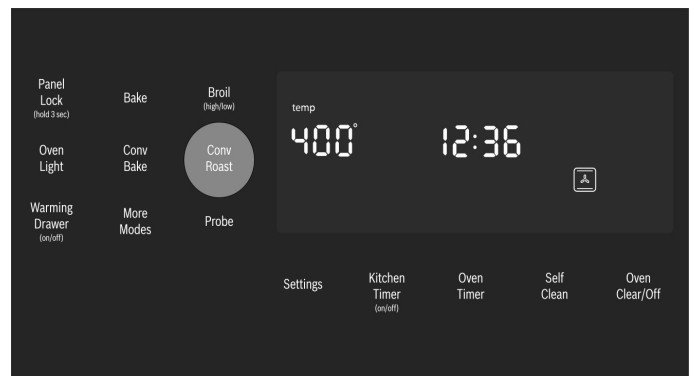 Panel
Lock
(hold 3 sec)
Bake
Broil
(high/low)
Oven
Light
Conv
Bake
Conv
Roast
Warming
Drawer
(on/off)
More
Modes
Probe
temp
400°
12:36
Settings
Kitchen
Timer
(on/off)
Oven
Timer
Self
Clean
Oven
Clear/Off